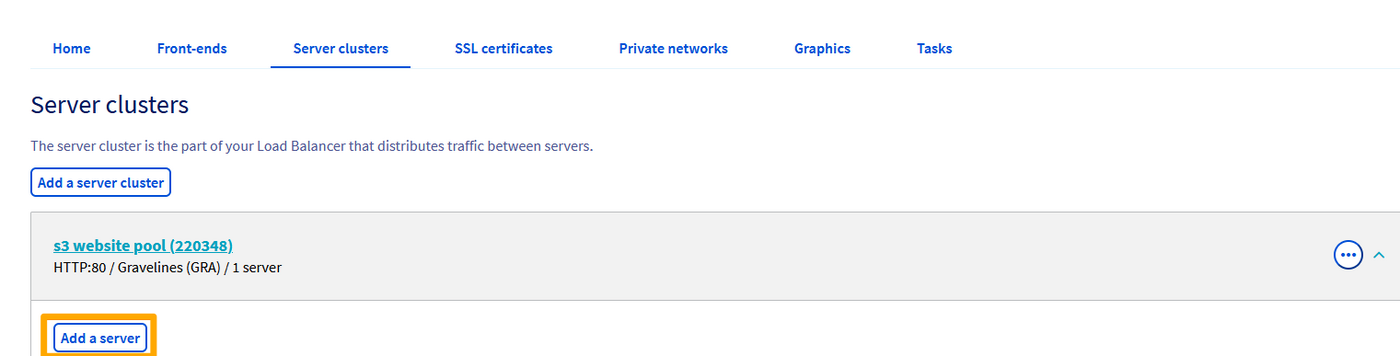 Home Front-ends Server clusters SSL certificates Private networks Graphics Tasks
Server clusters
The server cluster is the part of your Load Balancer that distributes traffic between servers.
Add a server cluster
s3 website pool (220348)
HTTP:80 / Gravelines (GRA) / 1 server
Add a server